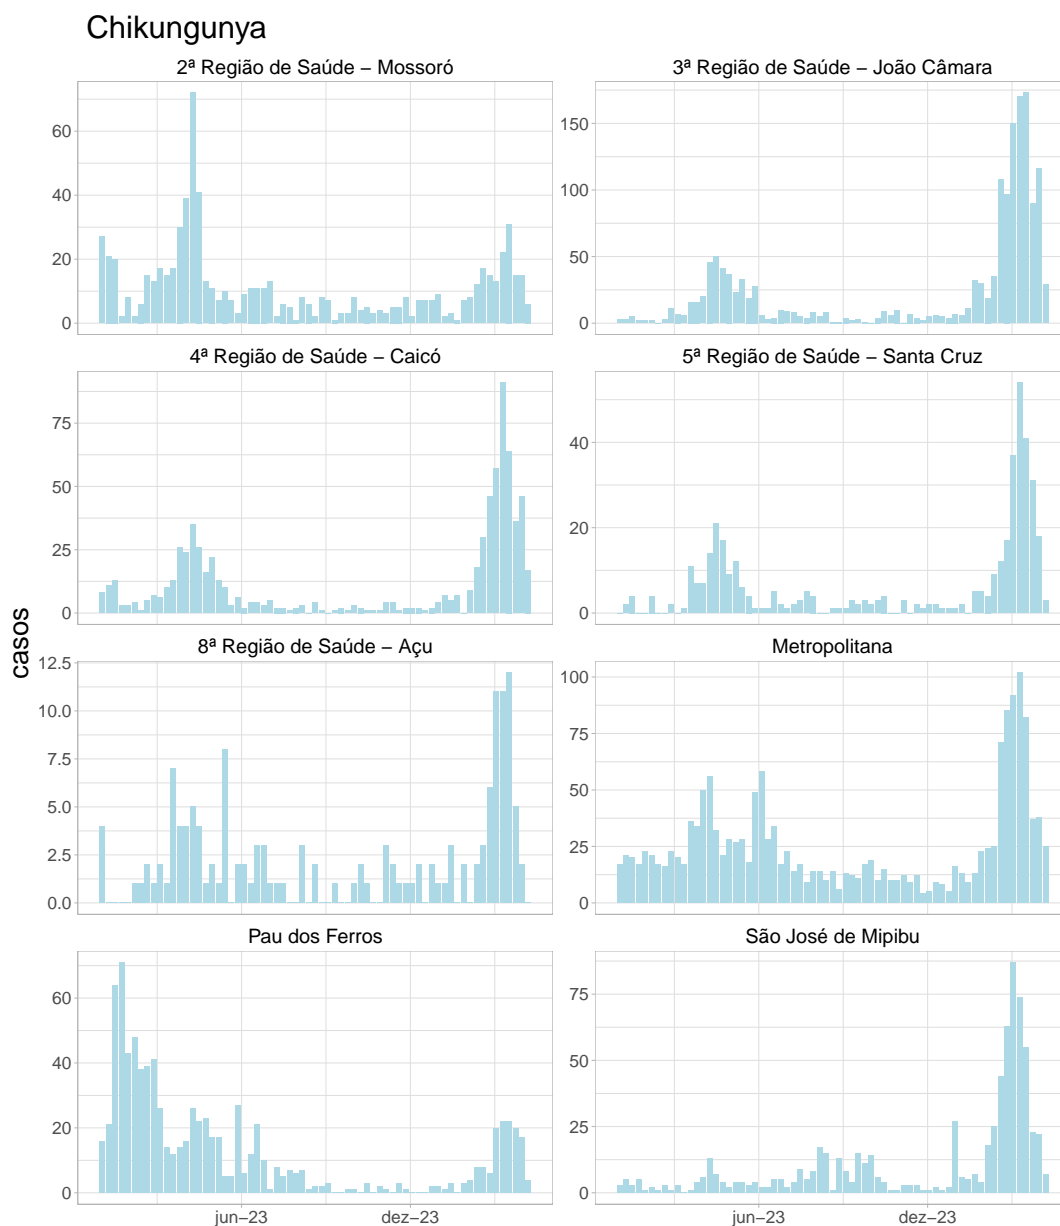 Chikungunya
2ª Região de Saúde – Mossoró
3ª Região de Saúde – João Câmara
60
40
20
0
150
100
50
0
4ª Região de Saúde – Caicó
5ª Região de Saúde – Santa Cruz
75
50
25
0
40
20
0
casos
8ª Região de Saúde – Açu
Metropolitana
12.5
10.0
7.5
5.0
2.5
0.0
100
75
50
25
0
Pau dos Ferros
São José de Mipibu
60
40
20
0
75
50
25
0
jun–23
dez–23
jun–23
dez–23